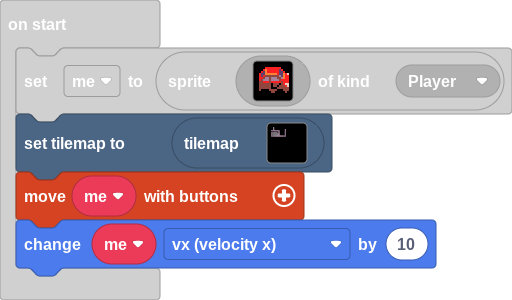 on start
set me to sprite of kind Player
set tilemap to tilemap
move me with buttons
change me vx (velocity x) by 10